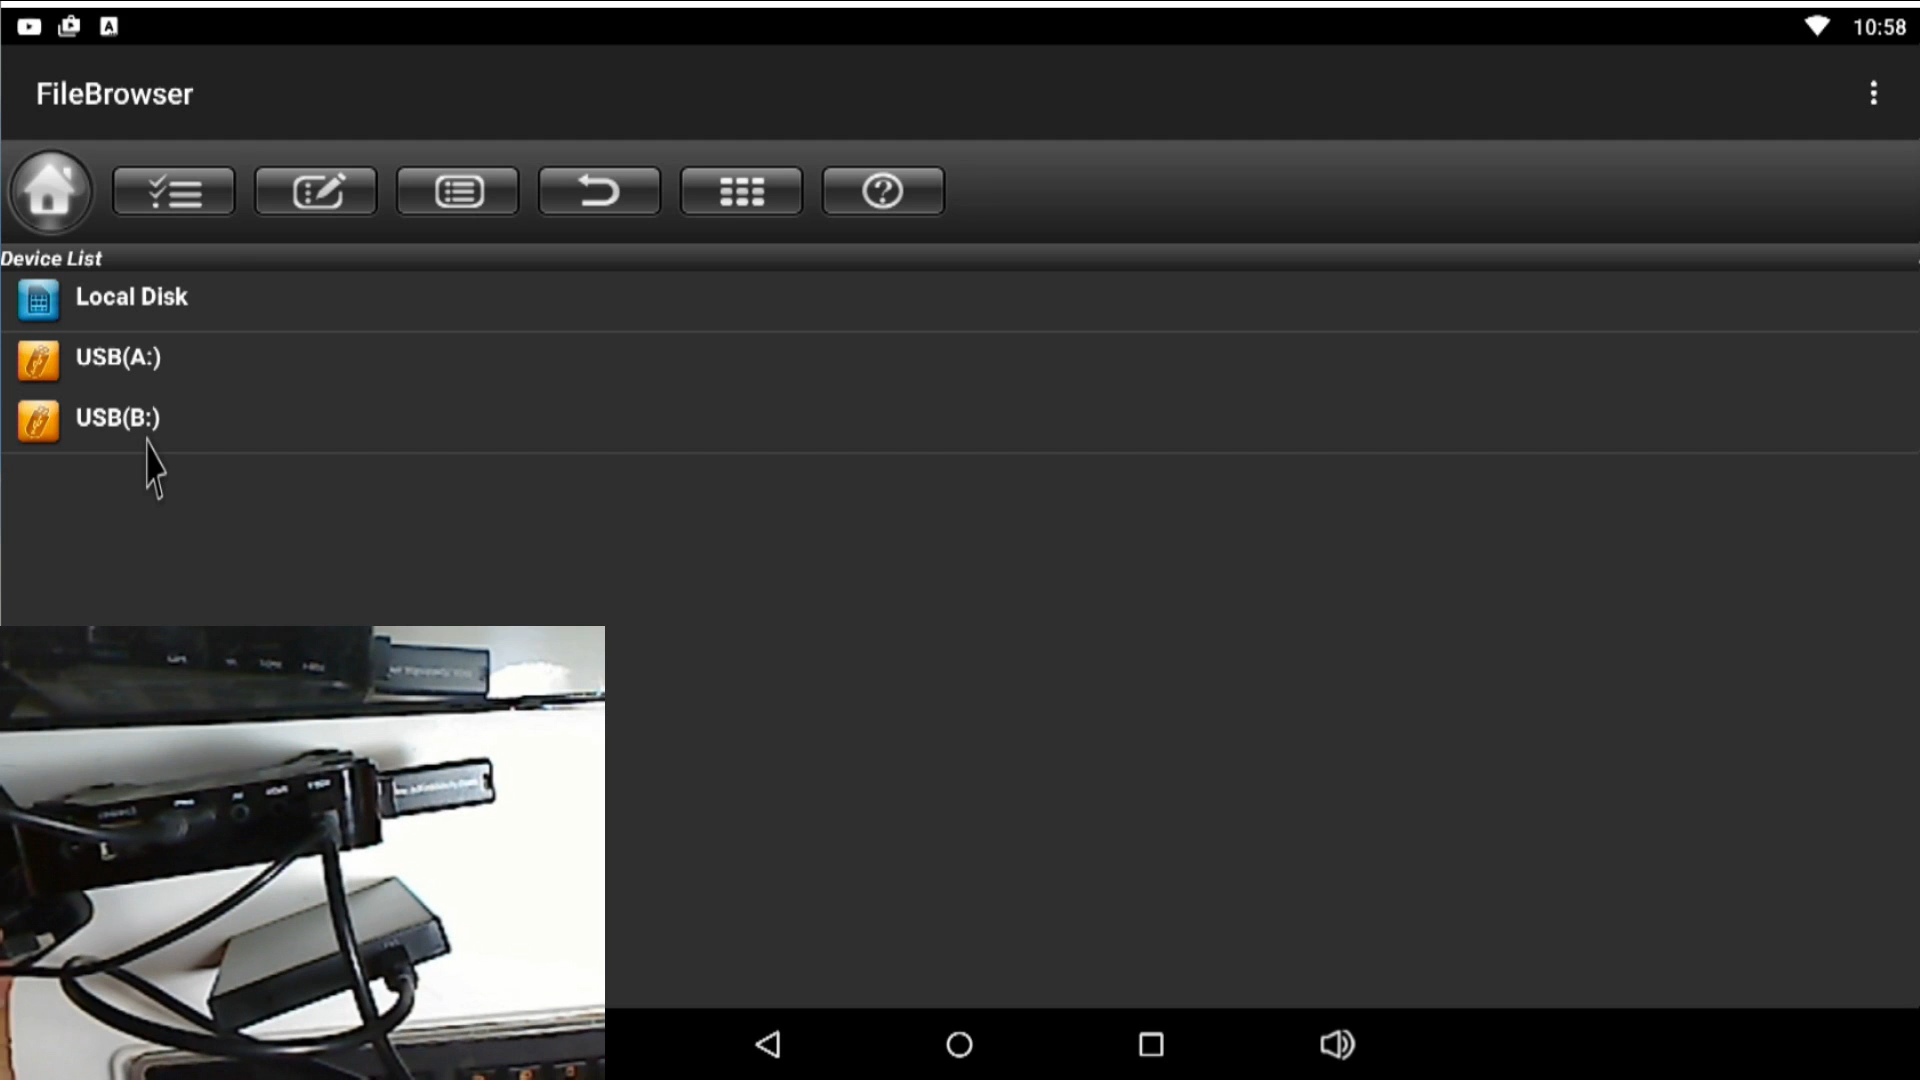 10:58
FileBrowser
Device List
Local Disk
USB(A:)
USB(B:)